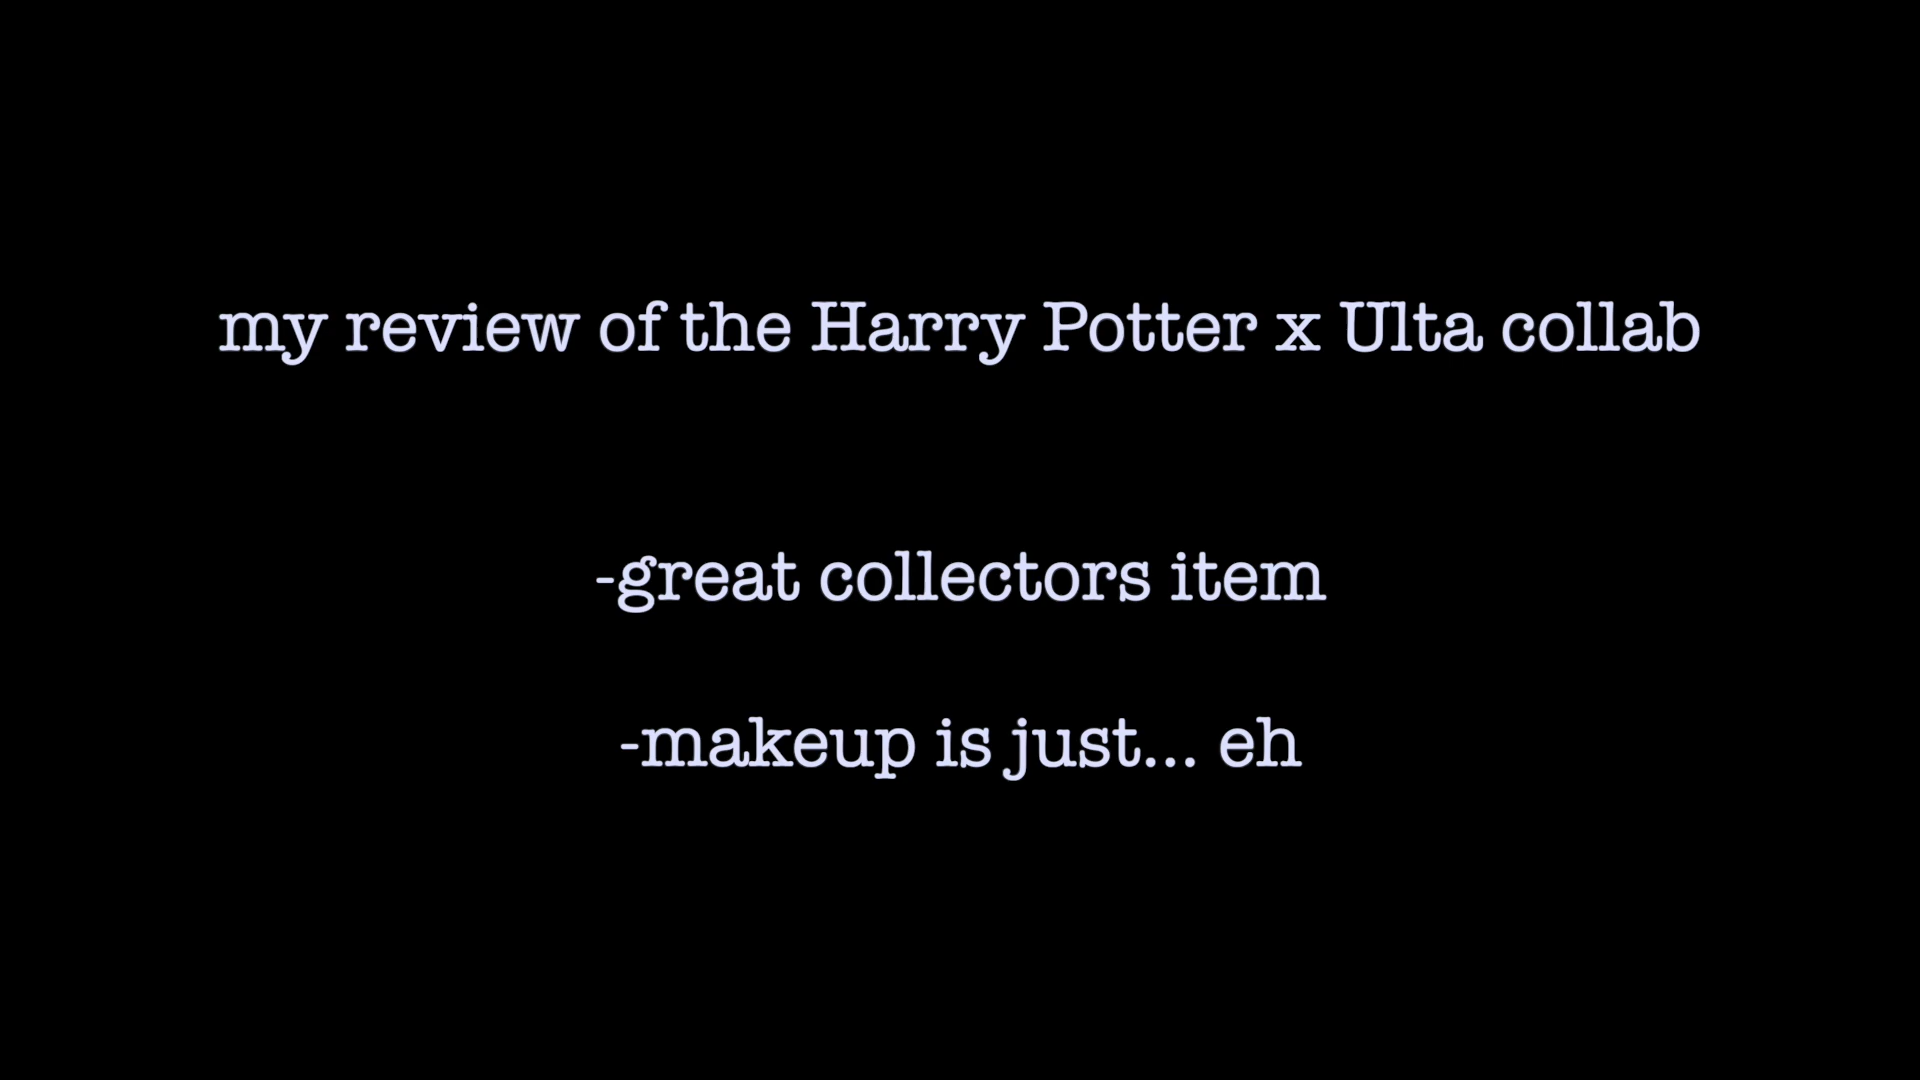 my review of the Harry Potter x Ulta collab
-great collectors item
-makeup is just... eh